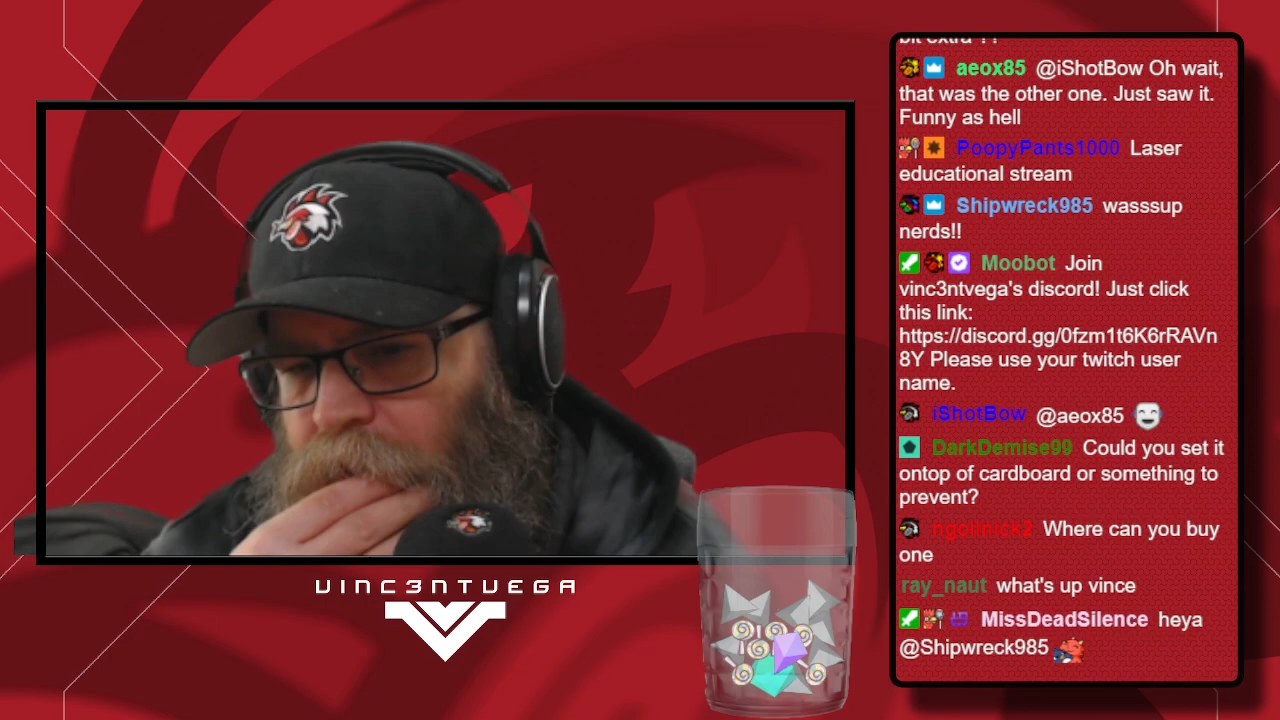 bit extra ??
aeox85 @iShotBow Oh wait,
that was the other one. Just saw it.
Funny as hell
PoopyPants1000 Laser
educational stream
Shipwreck985 wasssup
nerds!!
Moobot Join
vinc3ntvega's discord! Just click
this link:
https://discord.gg/0fzm1t6K6rRAVn
8Y Please use your twitch user
name.
iShotBow @aeox85
DarkDemise99 Could you set it
ontop of cardboard or something to
prevent?
Where can you buy
one
ray_naut what's up vince
MissDeadSilence heya
@Shipwreck985
VINC3NTVEGA